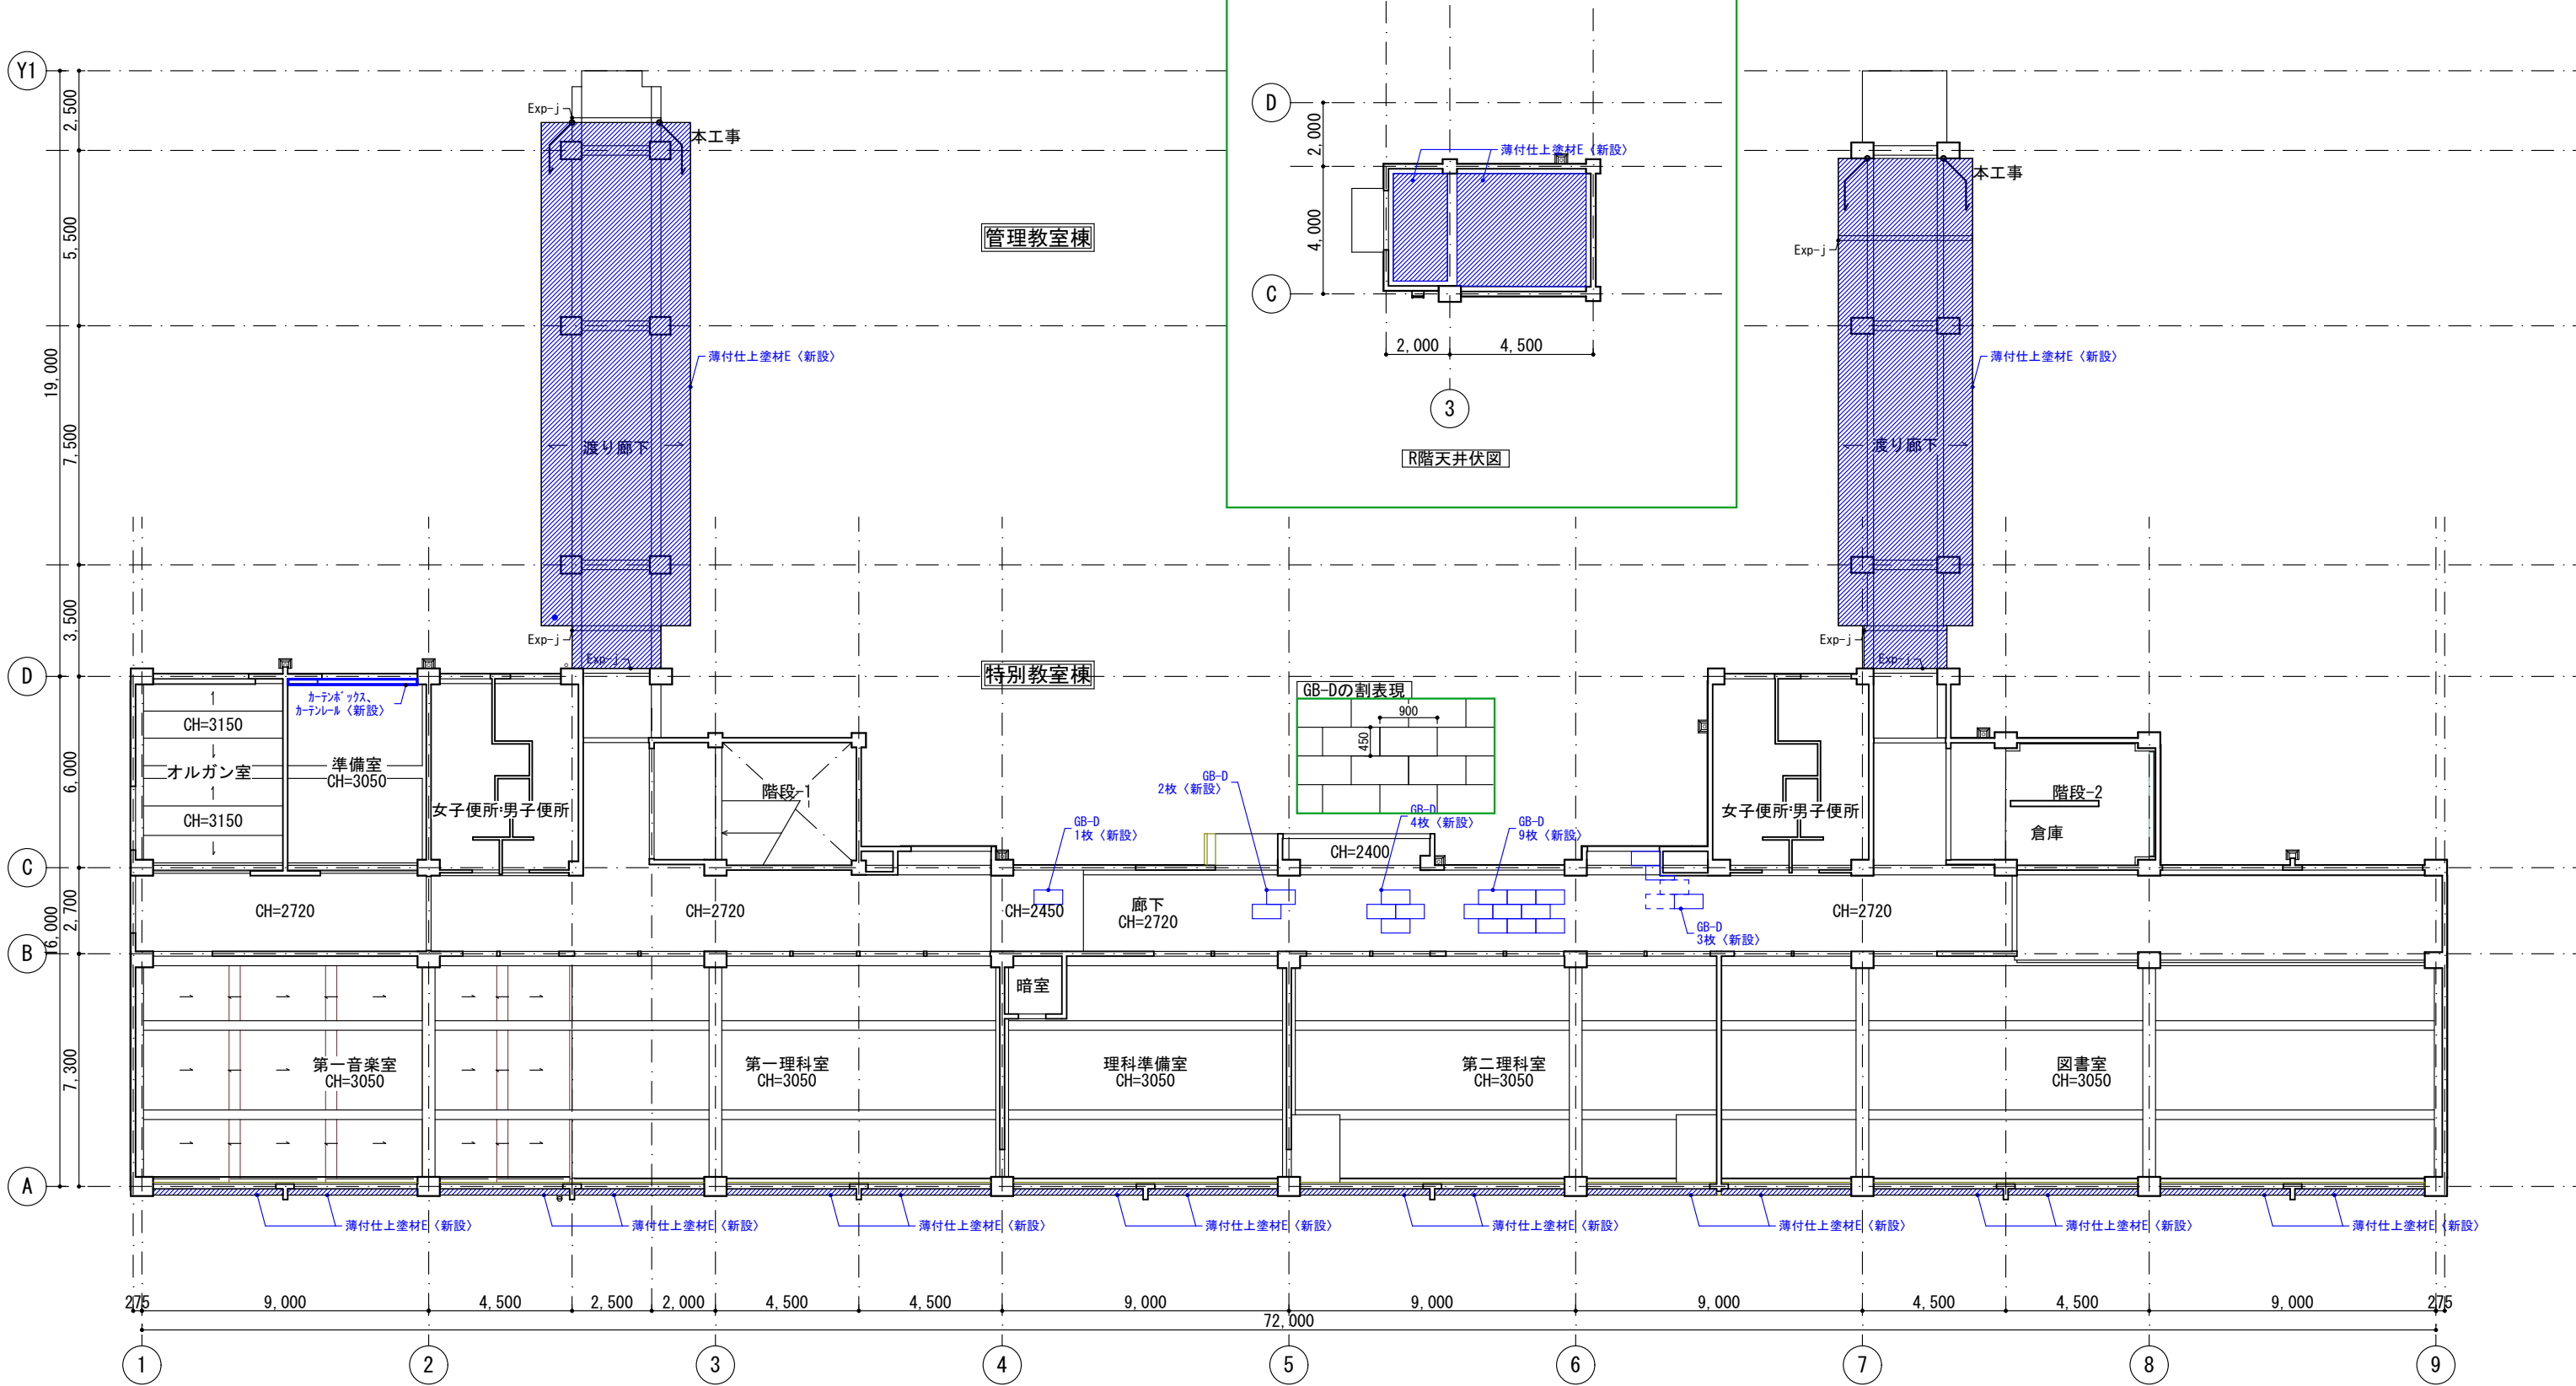 Y1
2,500
5,500
19,000
7,500
3,500
Exp-j
本工事
薄付仕上塗材E〈新設〉
渡り廊下
Exp-j
Exp-j
管理教室棟
D
2,000
4,000
C
薄付仕上塗材E〈新設〉
2,000
4,500
3
R階天井伏図
本工事
Exp-j
薄付仕上塗材E〈新設〉
渡り廊下
Exp-j
Exp-j
特別教室棟
D
6,000
C
2,700
16,000
B
7,300
A
カーテンボックス、
カーテンレール〈新設〉
CH=3150
オルガン室
CH=3150
準備室
CH=3050
女子便所
男子便所
階段-1
GB-Dの割表現
900
450
GB-D
1枚〈新設〉
GB-D
2枚〈新設〉
GB-D
4枚〈新設〉
GB-D
9枚〈新設〉
GB-D
3枚〈新設〉
CH=2400
女子便所
男子便所
階段-2
倉庫
CH=2720
CH=2720
CH=2450
廊下
CH=2720
CH=2720
暗室
第一音楽室
CH=3050
第一理科室
CH=3050
理科準備室
CH=3050
第二理科室
CH=3050
図書室
CH=3050
薄付仕上塗材E〈新設〉
薄付仕上塗材E〈新設〉
薄付仕上塗材E〈新設〉
薄付仕上塗材E〈新設〉
薄付仕上塗材E〈新設〉
薄付仕上塗材E〈新設〉
薄付仕上塗材E〈新設〉
薄付仕上塗材E〈新設〉
275
9,000
4,500
2,500
2,000
4,500
4,500
9,000
9,000
9,000
4,500
4,500
9,000
275
72,000
1
2
3
4
5
6
7
8
9